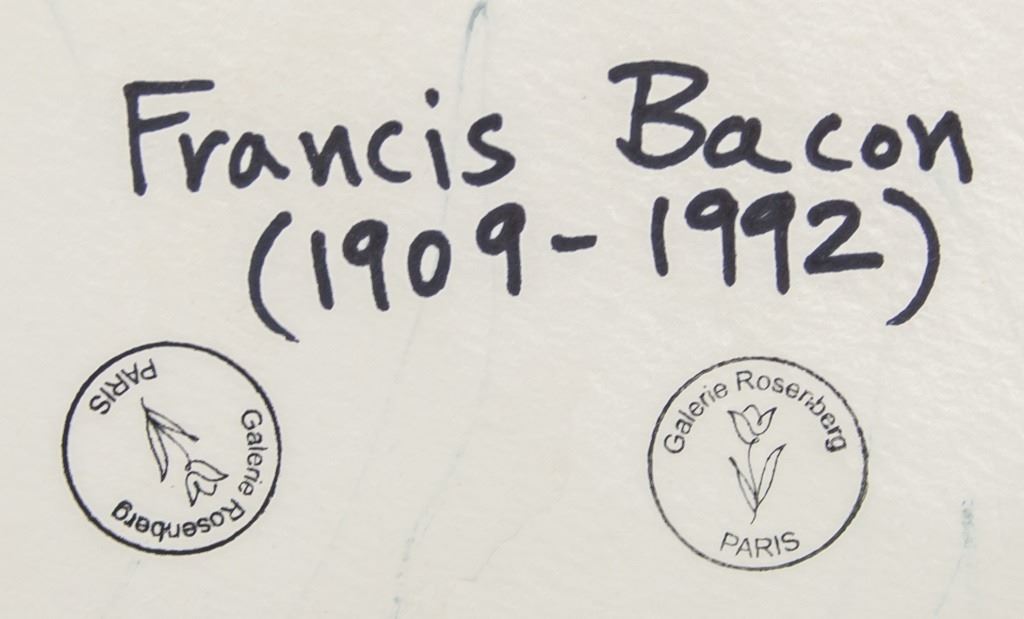 Francis Bacon
(1909-1992)
Galerie Rosenberg
PARIS
Galerie Rosenberg
PARIS